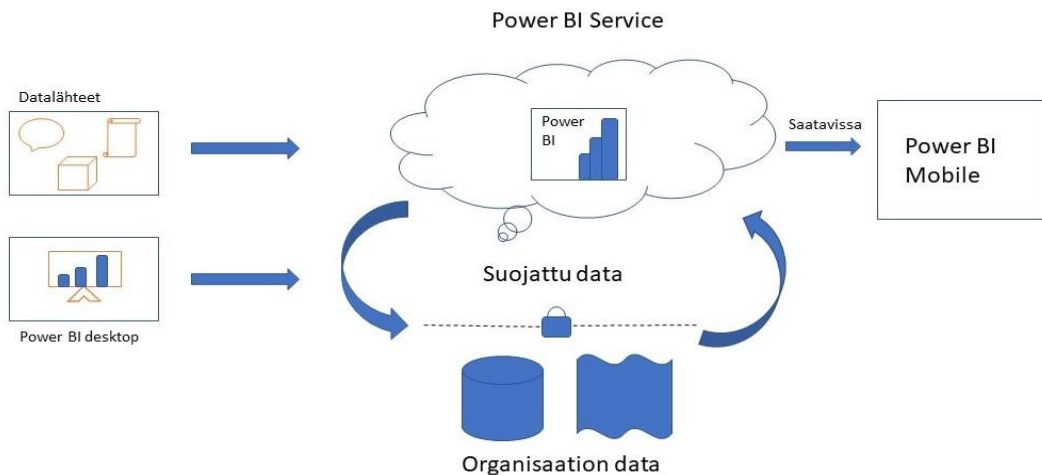 Power BI Service
Datalähteet
Power
BI
Saatavissa
Power BI
Mobile
Suojattu data
Power BI desktop
Organisaation data